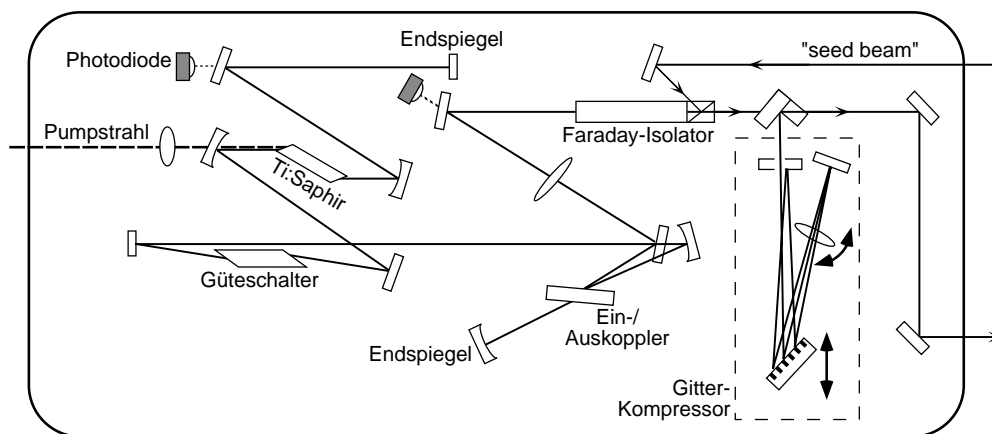 Endspiegel
"seed beam"
Photodiode
Faraday-Isolator
Pumpstrahl
Ti:Saphir
Güteschalter
Ein-/
Auskoppler
Endspiegel
Gitter-
Kompressor